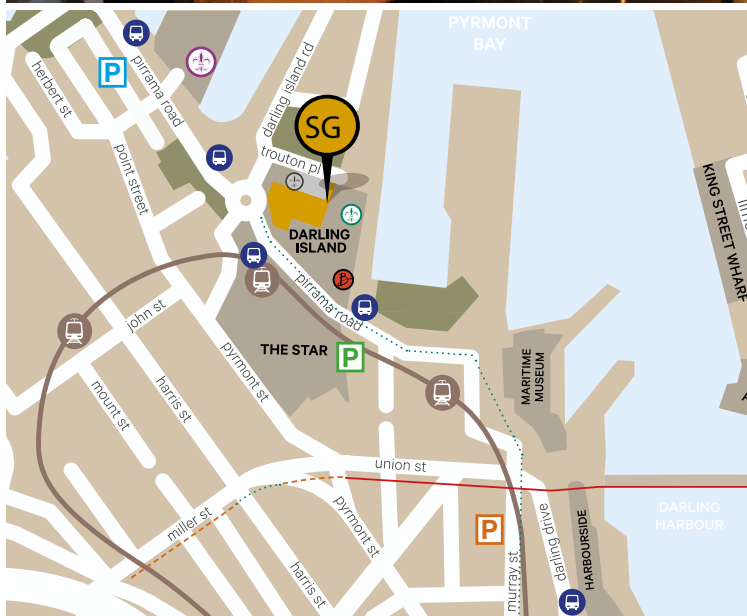 PYRMONT
BAY
P
herbert st
pirrama road
darling island rd
SG
trouton pl
point street
DARLING
ISLAND
KING STREET WHARF
B
pirrama road
john st
THE STAR
P
pyrmont st
MARITIME
MUSEUM
mount st
harris st
union st
miller st
pyrmont st
P
DARLING
HARBOUR
murray st
darling drive
HARBOURSIDE
harris st